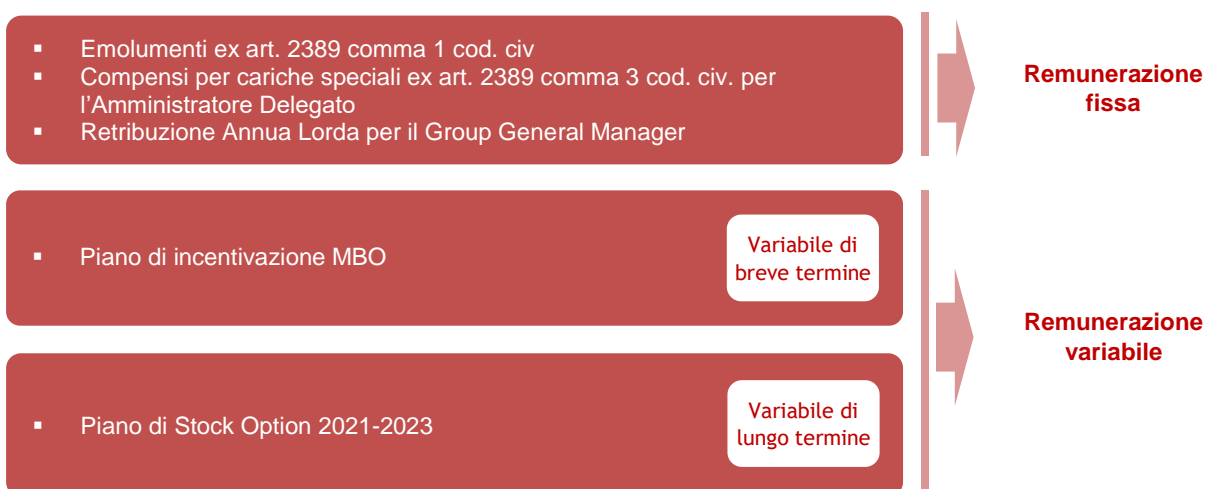 ▪ Emolumenti ex art. 2389 comma 1 cod. civ
▪ Compensi per cariche speciali ex art. 2389 comma 3 cod. civ. per
l'Amministratore Delegato
▪ Retribuzione Annua Lorda per il Group General Manager
Remunerazione
fissa
▪ Piano di incentivazione MBO
Variabile di
breve termine
▪ Piano di Stock Option 2021-2023
Variabile di
lungo termine
Remunerazione
variabile